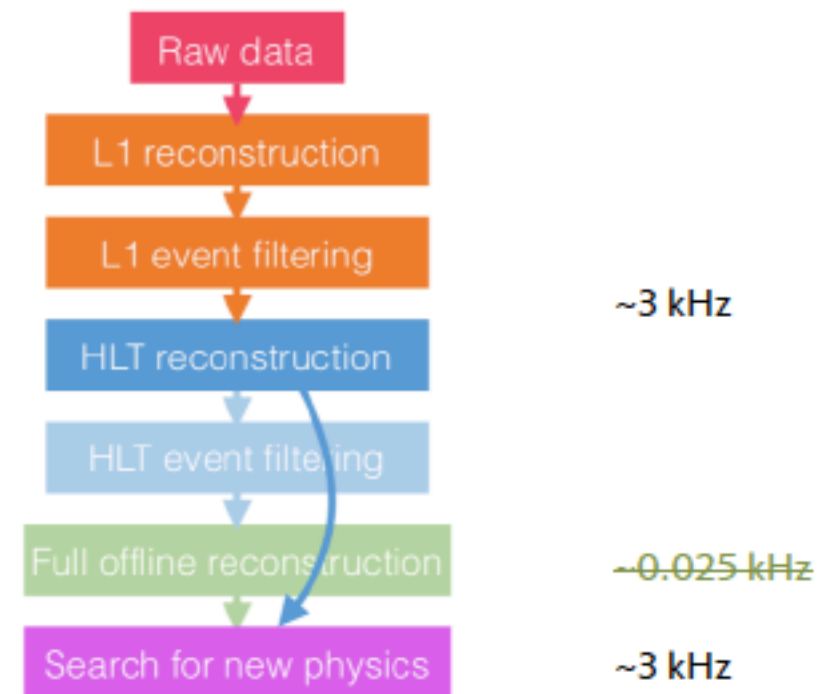 Raw data
L1 reconstruction
L1 event filtering
~3 kHz
HLT reconstruction
HLT event filtering
Full offline reconstruction
~0.025 kHz
Search for new physics
~3 kHz